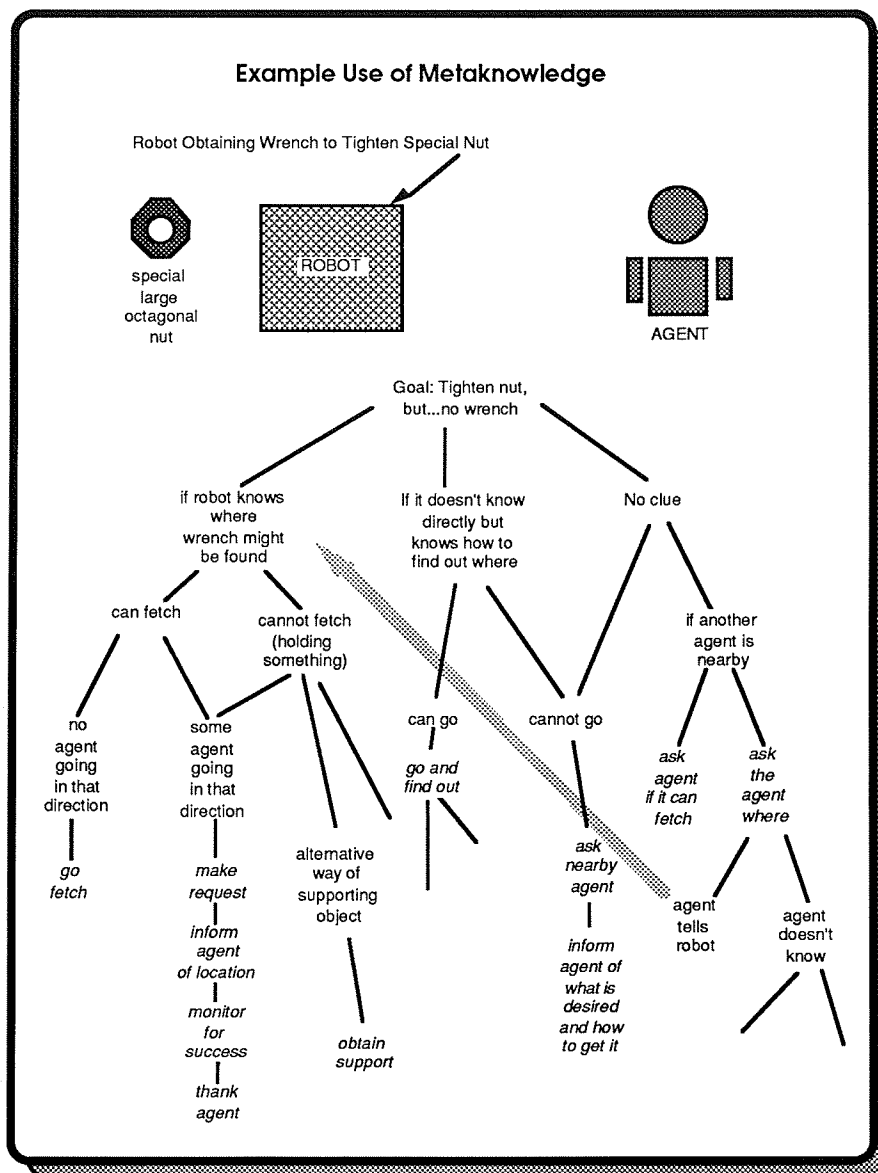 Example Use of Metaknowledge
Robot Obtaining Wrench to Tighten Special Nut
ROBOT
special
large
octagonal
nut
AGENT
Goal: Tighten nut,
but...no wrench
if robot knows
where
wrench might
be found
If it doesn't know
directly but
knows how to
find out where
No clue
can fetch
cannot fetch
(holding
something)
if another
agent is
nearby
no
agent
going
in that
direction
some
agent
going
in that
direction
can go
cannot go
go and
find out
ask
agent
if it can
fetch
ask
the
agent
where
go
fetch
make
request
inform
agent
of location
monitor
for
success
thank
agent
alternative
way of
supporting
object
obtain
support
ask
nearby
agent
inform
agent of
what is
desired
and how
to get it
agent
tells
robot
agent
doesn't
know